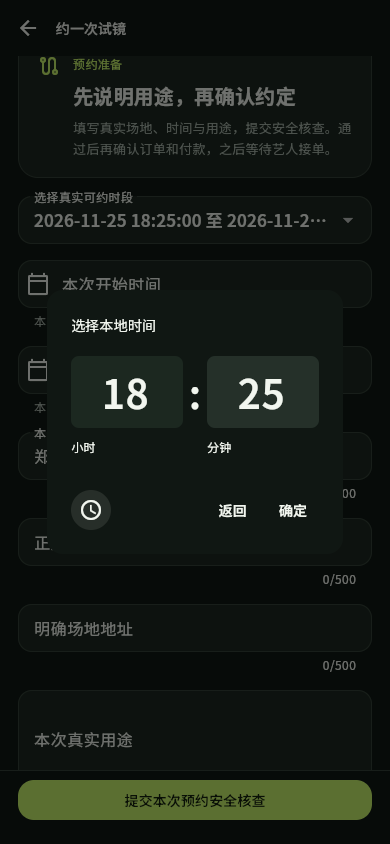 约一次试镜
预约准备
先说明用途，再确认约定
填写真实场地、时间与用途，提交安全核查。通
过后再确认订单和付款，之后等待艺人接单。
选择真实可约时段
2026-11-25 18:25:00 至 2026-11-2…
本次开始时间
本
选择本地时间
18 : 25
小时 分钟
本
本
郑
00
返回 确定
正
0/500
明确场地地址
0/500
本次真实用途
提交本次预约安全核查